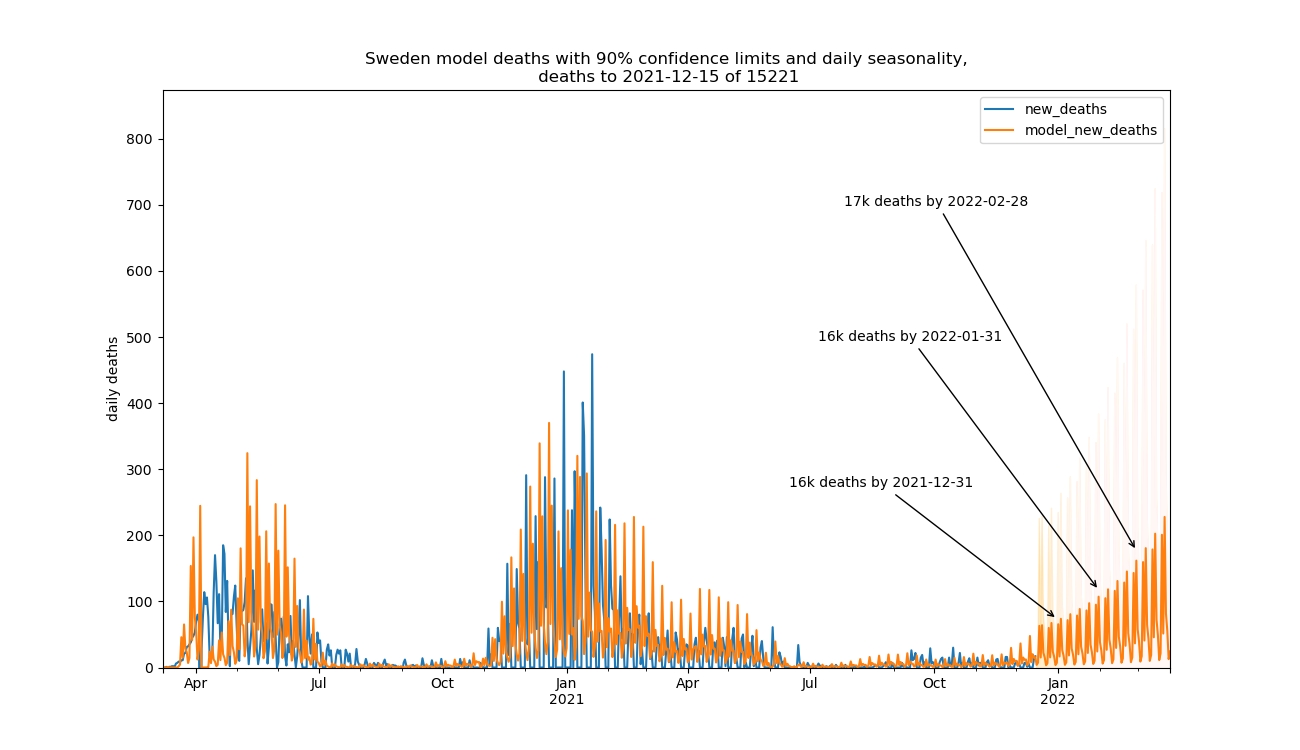 Sweden model deaths with 90% confidence limits and daily seasonality,
deaths to 2021-12-15 of 15221
new_deaths
model_new_deaths
800
700
600
500
400
300
200
100
0
daily deaths
17k deaths by 2022-02-28
16k deaths by 2022-01-31
16k deaths by 2021-12-31
Apr
Jul
Oct
Jan
2021
Apr
Jul
Oct
Jan
2022